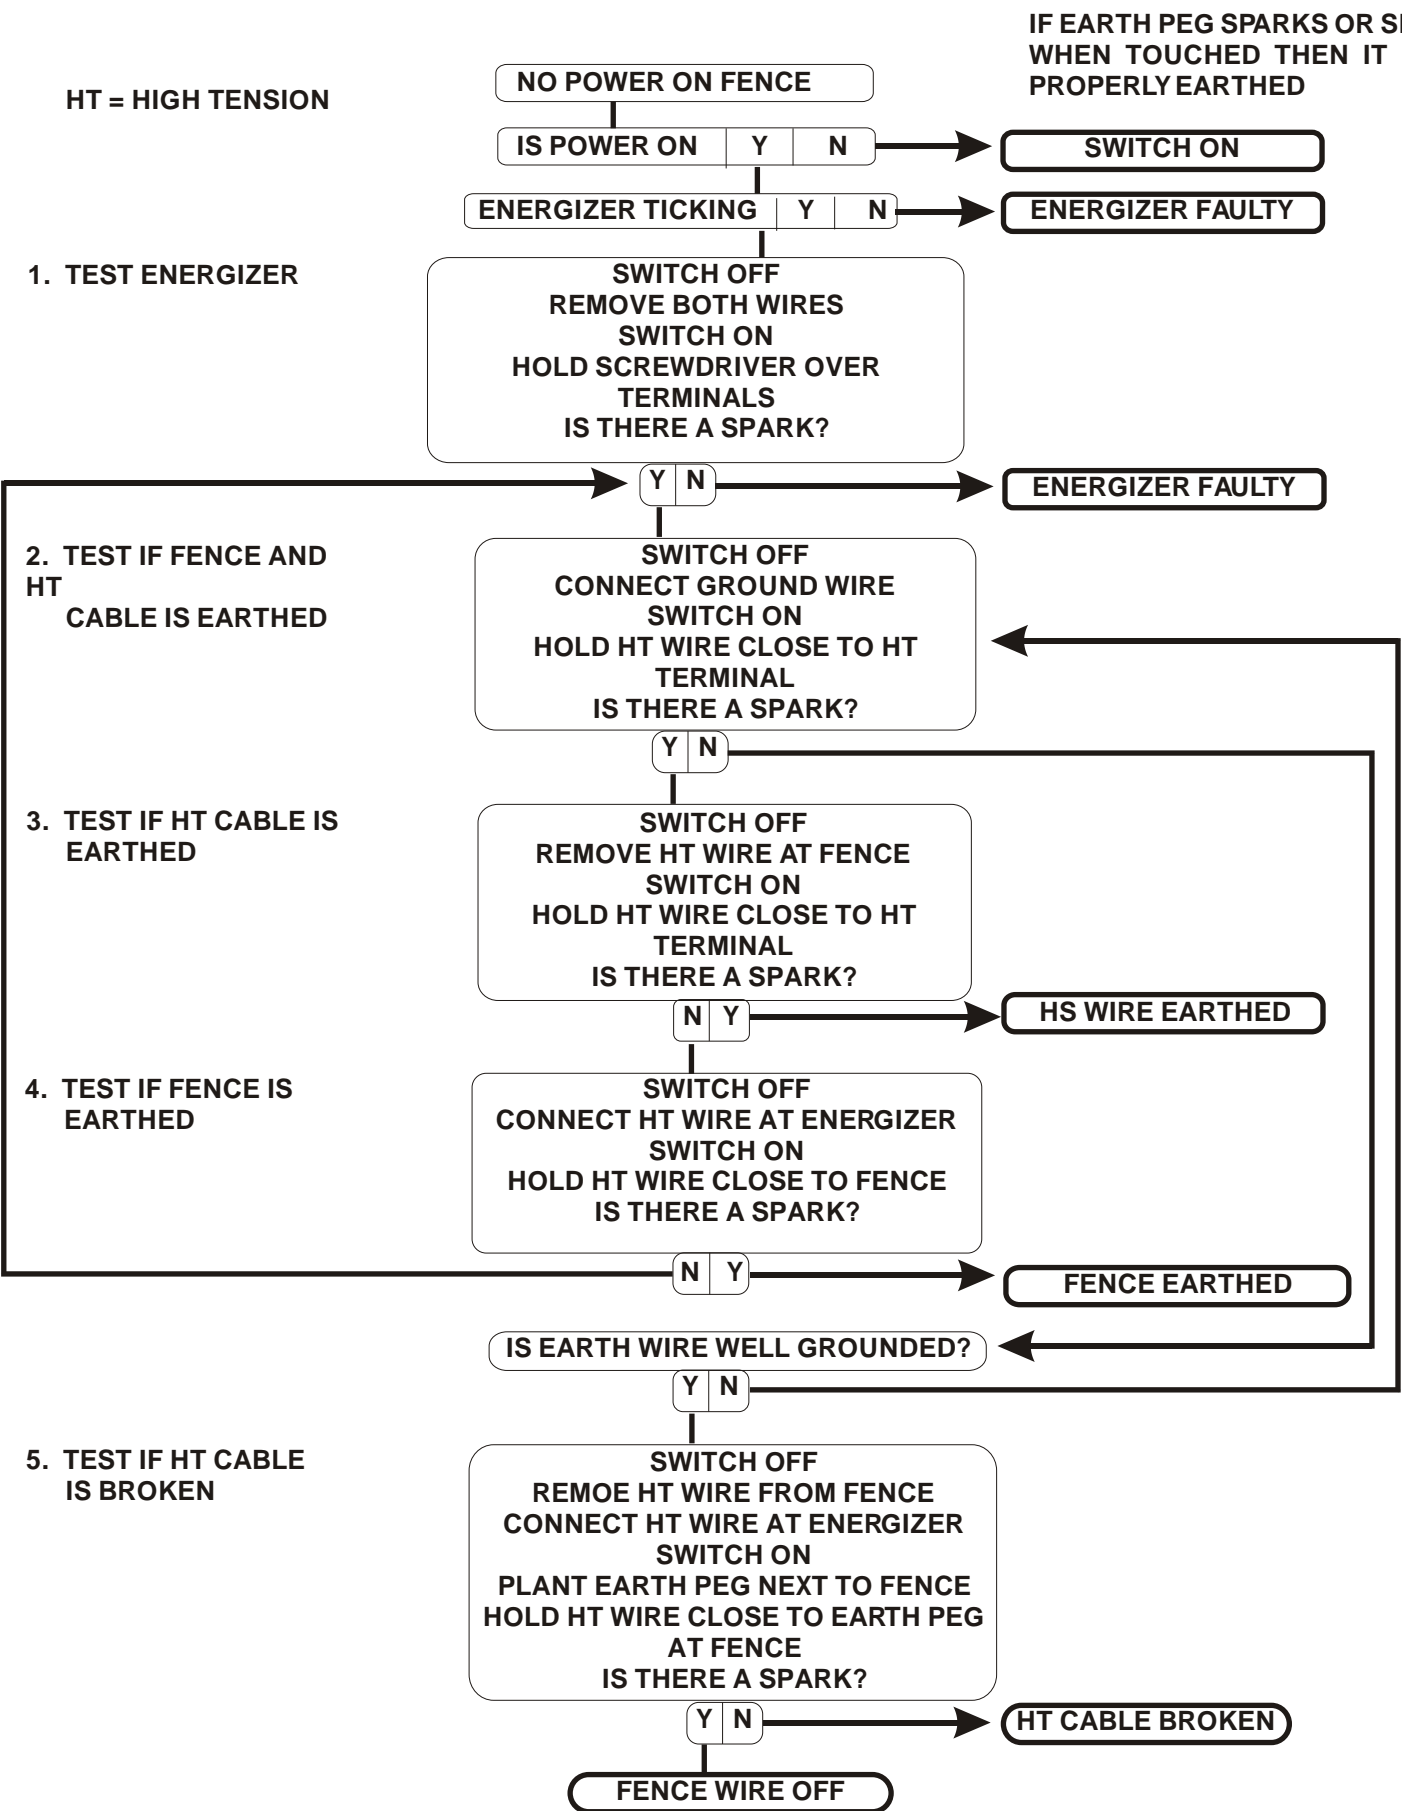 IF EARTH PEG SPARKS OR
WHEN TOUCHED THEN IT
PROPERLY EARTHED
HT = HIGH TENSION
NO POWER ON FENCE
IS POWER ON Y N
SWITCH ON
ENERGIZER TICKING Y N
ENERGIZER FAULTY
1. TEST ENERGIZER
SWITCH OFF
REMOVE BOTH WIRES
SWITCH ON
HOLD SCREWDRIVER OVER
TERMINALS
IS THERE A SPARK?
Y N
ENERGIZER FAULTY
2. TEST IF FENCE AND
HT
CABLE IS EARTHED
SWITCH OFF
CONNECT GROUND WIRE
SWITCH ON
HOLD HT WIRE CLOSE TO HT
TERMINAL
IS THERE A SPARK?
Y N
3. TEST IF HT CABLE IS
EARTHED
SWITCH OFF
REMOVE HT WIRE AT FENCE
SWITCH ON
HOLD HT WIRE CLOSE TO HT
TERMINAL
IS THERE A SPARK?
N Y
HS WIRE EARTHED
4. TEST IF FENCE IS
EARTHED
SWITCH OFF
CONNECT HT WIRE AT ENERGIZER
SWITCH ON
HOLD HT WIRE CLOSE TO FENCE
IS THERE A SPARK?
N Y
FENCE EARTHED
IS EARTH WIRE WELL GROUNDED?
Y N
5. TEST IF HT CABLE
IS BROKEN
SWITCH OFF
REMOE HT WIRE FROM FENCE
CONNECT HT WIRE AT ENERGIZER
SWITCH ON
PLANT EARTH PEG NEXT TO FENCE
HOLD HT WIRE CLOSE TO EARTH PEG
AT FENCE
IS THERE A SPARK?
Y N
HT CABLE BROKEN
FENCE WIRE OFF